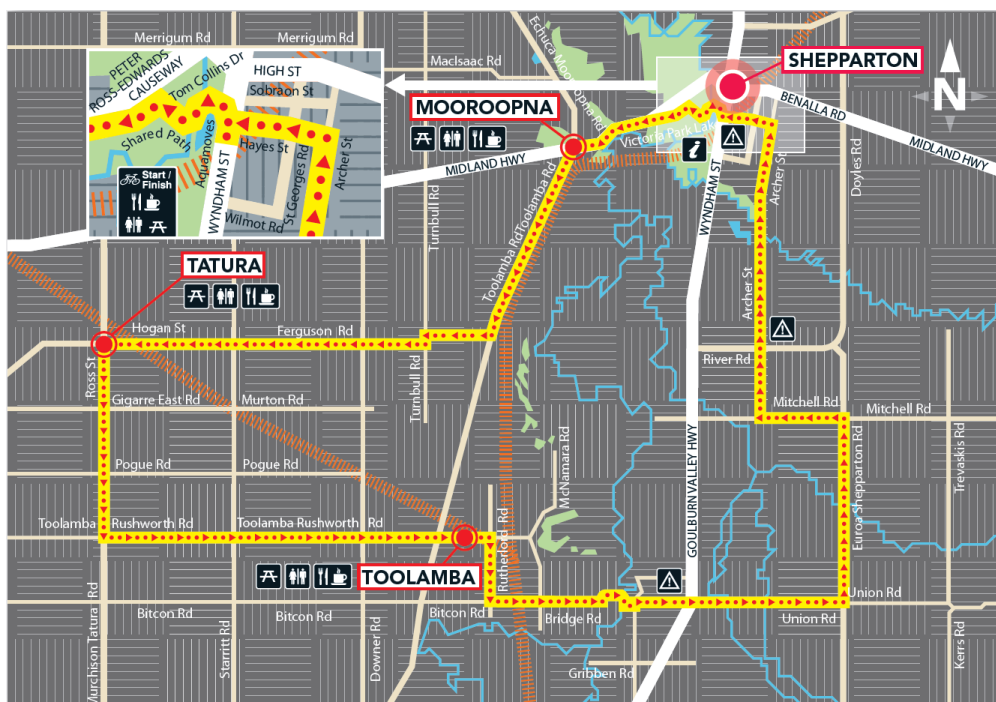 Merrigum Rd
Merrigum Rd
PETER
ROSS-EDWARDS
CAUSEWAY
Tom Collins Dr
HIGH ST
Sobraon St
Shared Path
Aquamoves
Hayes St
WYNDHAM ST
St Georges Rd
Archer St
Wilmot Rd
Start /
Finish
MacIsaac Rd
Echuca Mooroopna Rd
SHEPPARTON
N
MOOROOPNA
BENALLA RD
Victoria Park Lake
MIDLAND HWY
MIDLAND HWY
i
WYNDHAM ST
Archer St
Doyles Rd
Turnbull Rd
Toolamba Rd
Toolamba Rd
TATURA
Hogan St
Ferguson Rd
Archer St
River Rd
Ross St
Gigarre East Rd
Murton Rd
Turnbull Rd
Mitchell Rd
Mitchell Rd
McNamara Rd
GOULBURN VALLEY HWY
Euroa Shepparton Rd
Trevaskis Rd
Pogue Rd
Pogue Rd
Toolamba
Rushworth Rd
Toolamba Rushworth Rd
Rutherford Rd
TOOLAMBA
Bitcon Rd
Bitcon Rd
Bitcon Rd
Bridge Rd
Union Rd
Union Rd
Murchison Tatura Rd
Starritt Rd
Downer Rd
Gribben Rd
Kerrs Rd